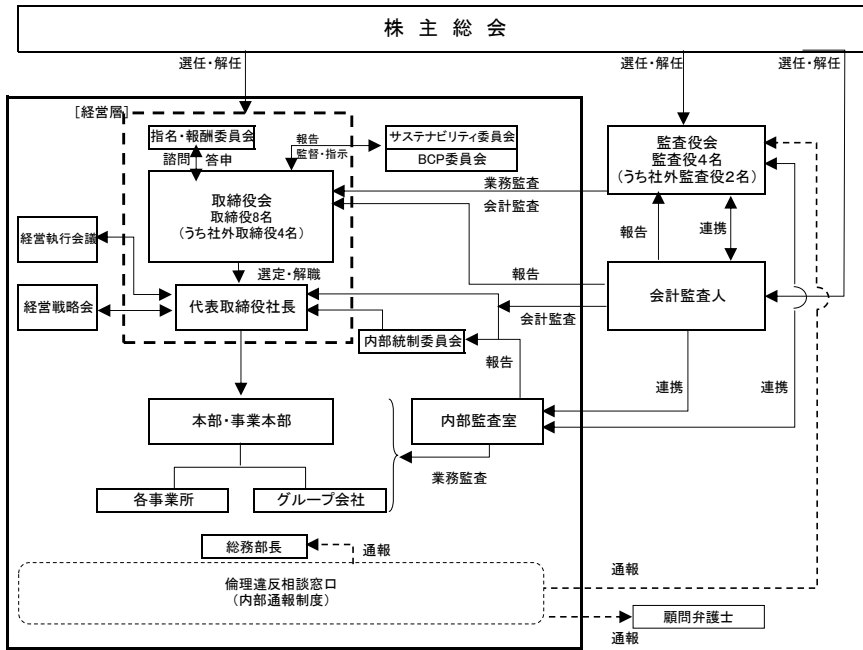 株主総会
選任・解任
選任・解任
選任・解任
[経営層]
指名・報酬委員会
諮問
答申
報告
監督・指示
サステナビリティ委員会
BCP委員会
監査役会
監査役4名
(うち社外監査役2名)
取締役会
取締役8名
(うち社外取締役4名)
業務監査
会計監査
報告
連携
経営執行会議
選定・解職
報告
会計監査人
経営戦略会
代表取締役社長
会計監査
内部統制委員会
報告
連携
連携
本部・事業本部
内部監査室
業務監査
各事業所
グループ会社
総務部長
通報
倫理違反相談窓口
(内部通報制度)
通報
顧問弁護士
通報